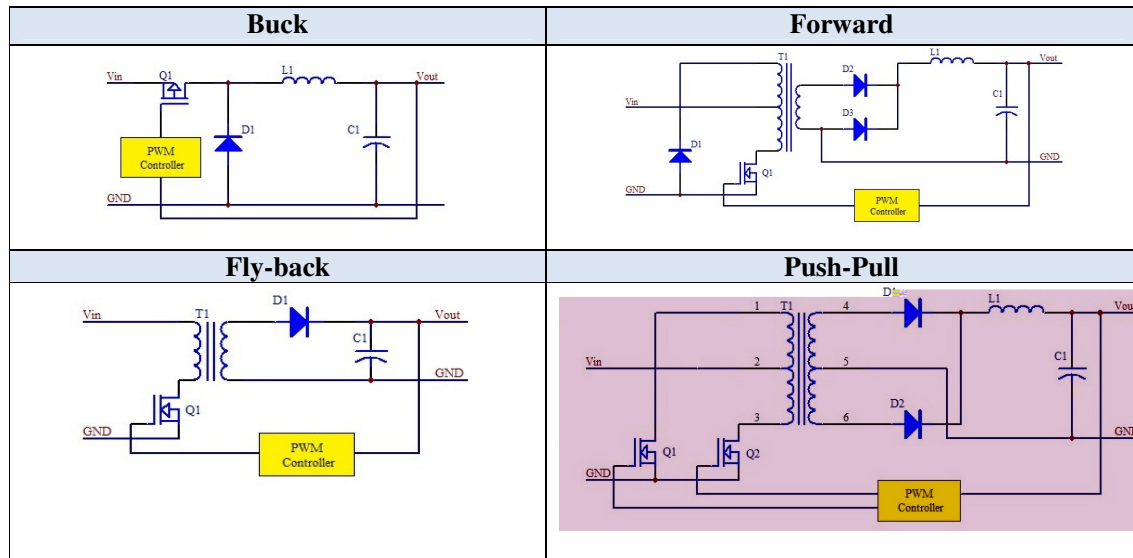 Buck
Forward
Vin
Q1
L1
Vout
D1
C1
PWM
Controller
GND
T1
D2
L1
Vout
Vin
D3
C1
D1
Q1
GND
GND
PWM
Controller
Fly-back
Push-Pull
Vin
T1
D1
Vout
C1
GND
Q1
GND
PWM
Controller
1
T1
4
L1
Vout
Vin
2
5
C1
3
6
D2
Q1
Q2
GND
GND
PWM
Controller